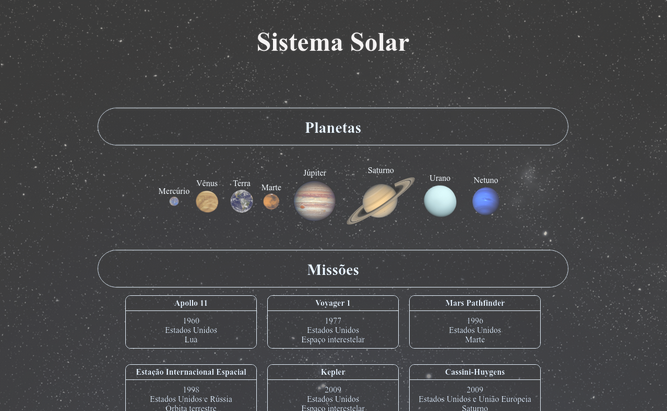 Sistema Solar
Planetas
Mercúrio
Vênus
Terra
Marte
Júpiter
Saturno
Urano
Netuno
Missões
Apollo 11
1960
Estados Unidos
Lua
Voyager 1
1977
Estados Unidos
Espaço interestelar
Mars Pathfinder
1996
Estados Unidos
Marte
Estação Internacional Espacial
1998
Estados Unidos e Rússia
Órbita terrestre
Kepler
2009
Estados Unidos
Espaço interestelar
Cassini-Huygens
2009
Estados Unidos e União Européia
Saturno